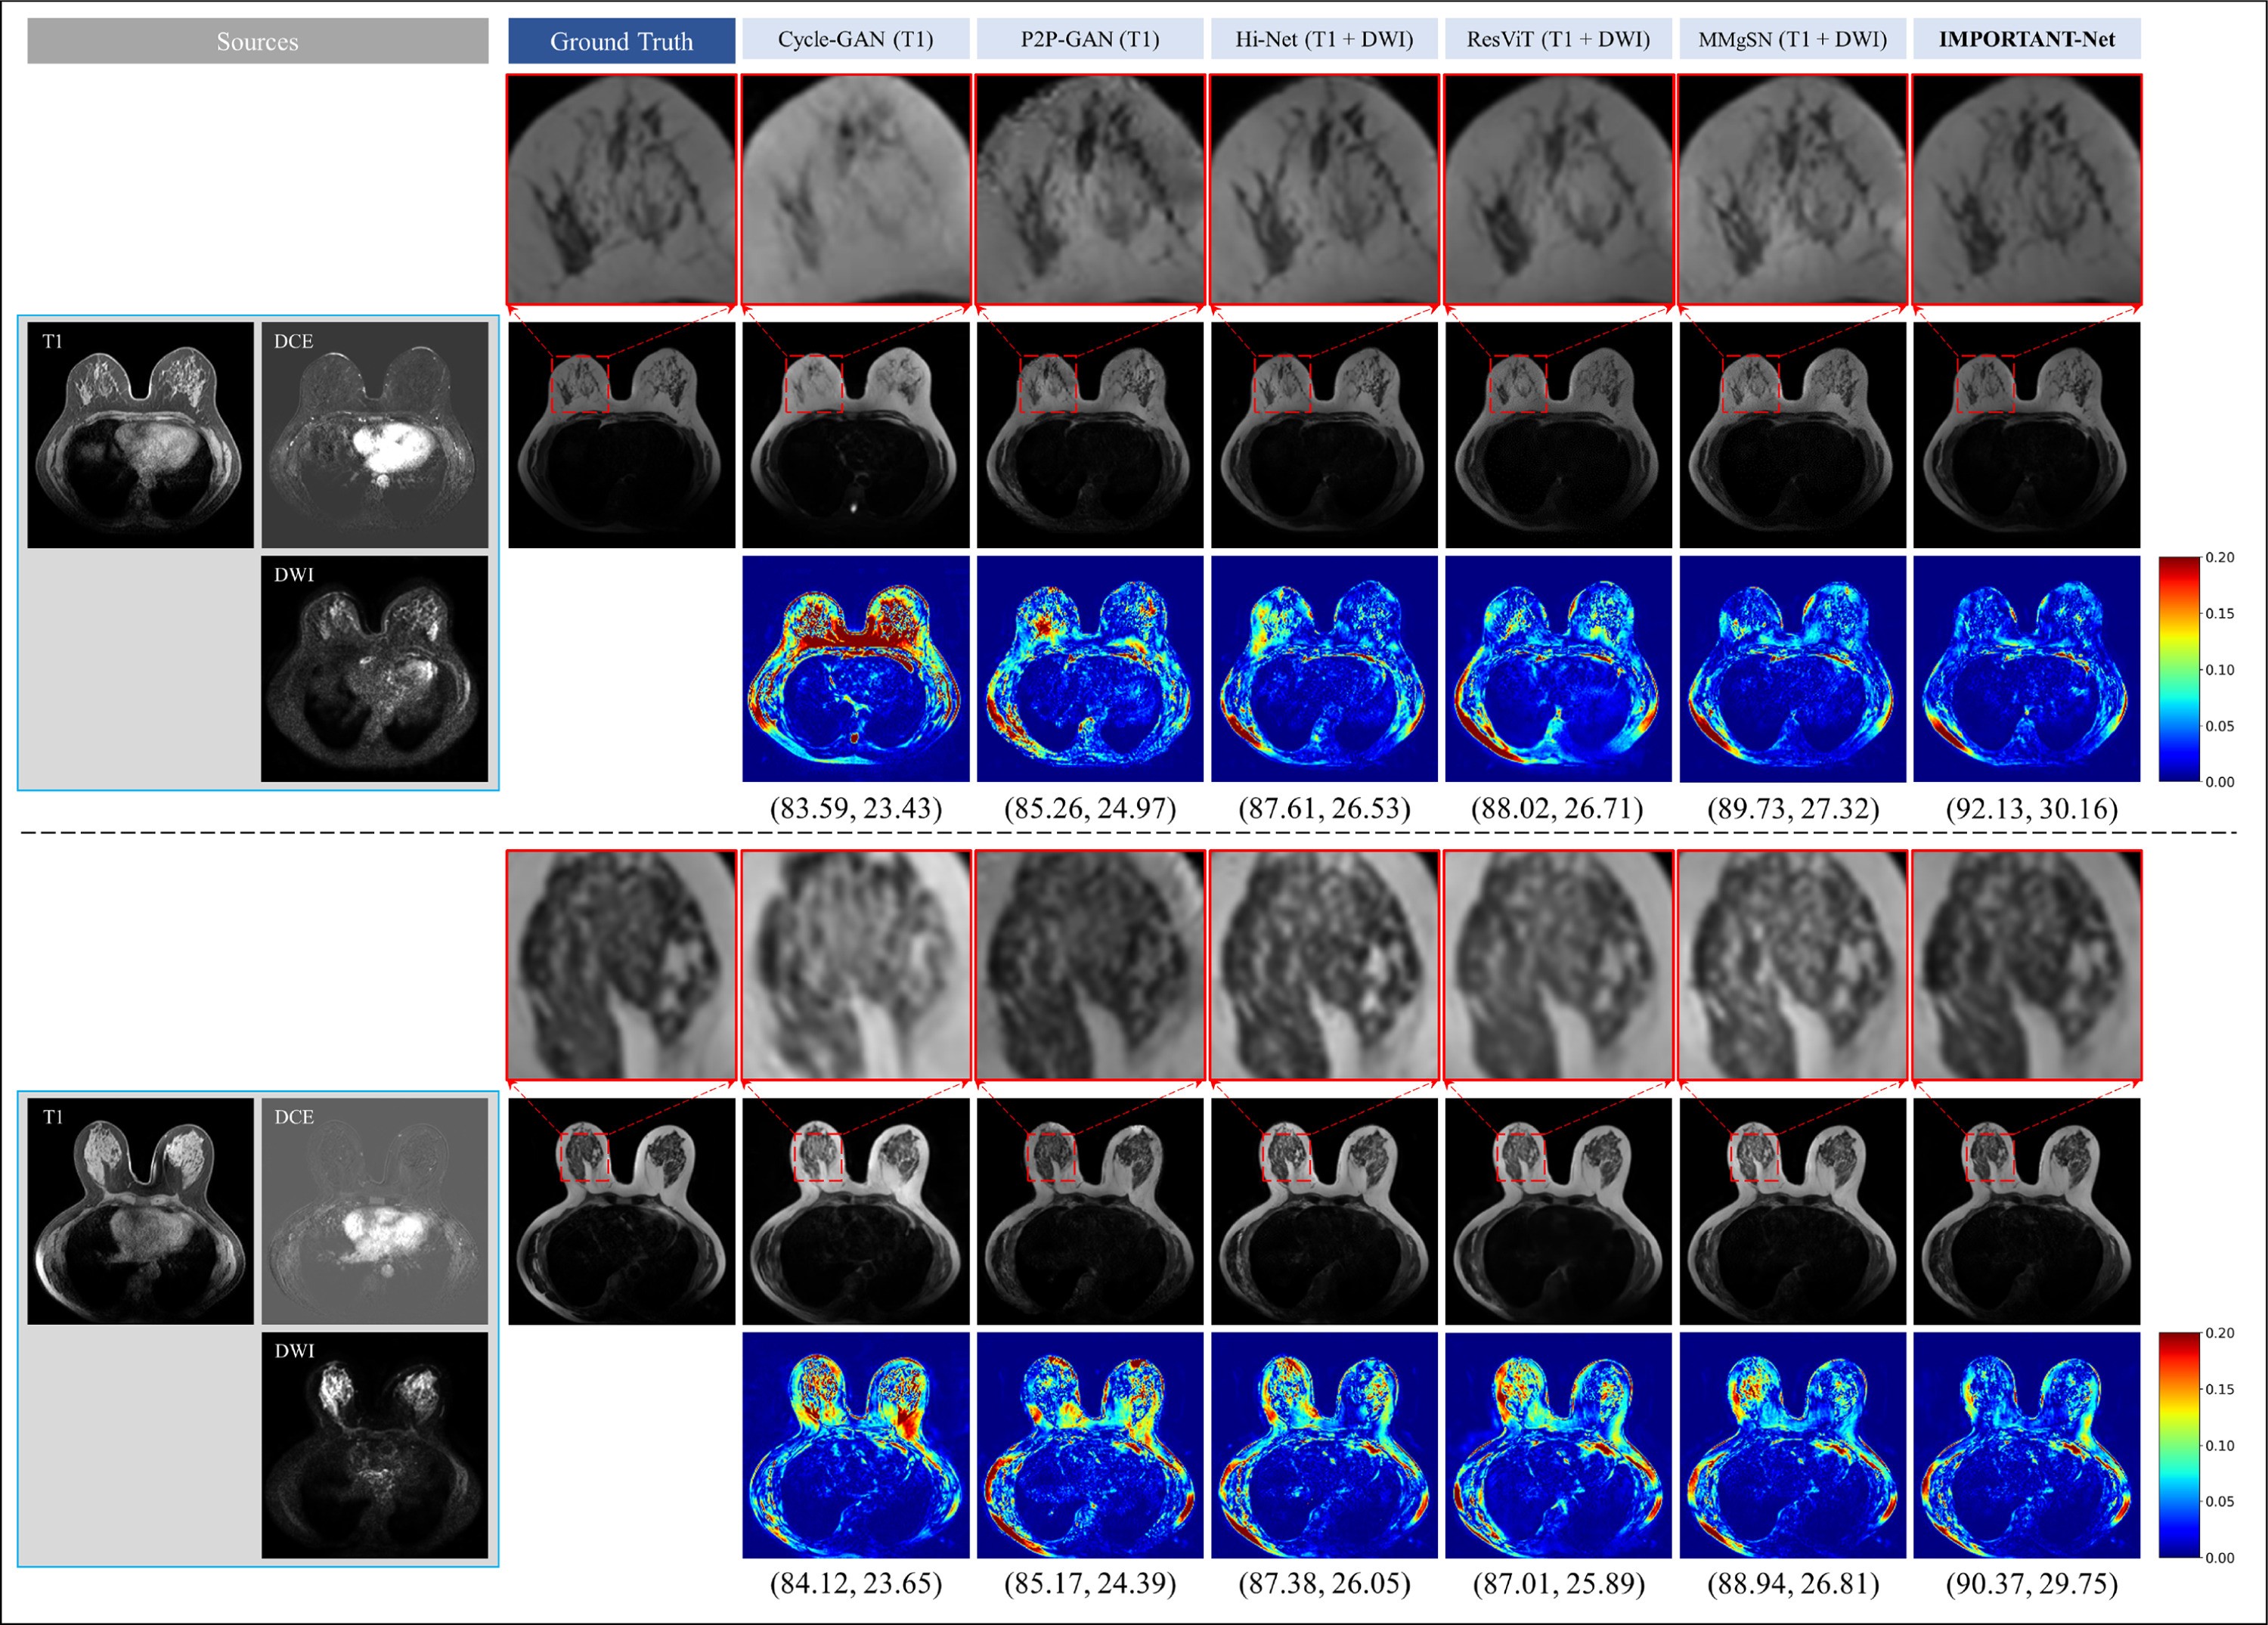 Sources
Ground Truth
Cycle-GAN (T1)
P2P-GAN (T1)
Hi-Net (T1 + DWI)
ResViT (T1 + DWI)
MMgSN (T1 + DWI)
IMPORTANT-Net
T1
DCE
DWI
0.20
0.15
0.10
0.05
0.00
(83.59, 23.43)
(85.26, 24.97)
(87.61, 26.53)
(88.02, 26.71)
(89.73, 27.32)
(92.13, 30.16)
T1
DCE
DWI
0.20
0.15
0.10
0.05
0.00
(84.12, 23.65)
(85.17, 24.39)
(87.38, 26.05)
(87.01, 25.89)
(88.94, 26.81)
(90.37, 29.75)